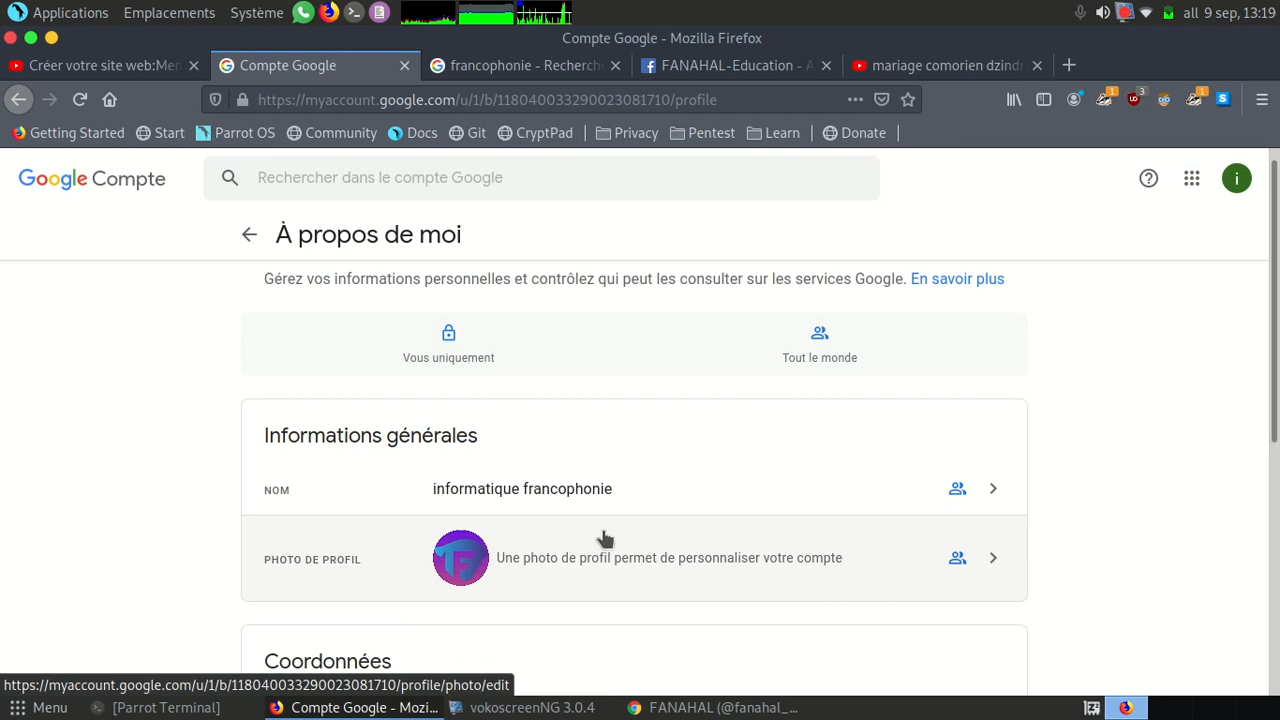 Applications Emplacements Système all 9 sep, 13:19
Compte Google - Mozilla Firefox
Créer votre site web:Men Compte Google francophonie - Recherch FANAHAL-Education - A mariage comorien dzindr
https://myaccount.google.com/u/1/b/118040033290023081710/profile 1 3 1
Getting Started Start Parrot OS Community Docs Git CryptPad Privacy Pentest Learn Donate
Google Compte Rechercher dans le compte Google i
À propos de moi
Gérez vos informations personnelles et contrôlez qui peut les consulter sur les services Google. En savoir plus
Vous uniquement Tout le monde
Informations générales
NOM informatique francophonie
PHOTO DE PROFIL TF Une photo de profil permet de personnaliser votre compte
Coordonnées
https://myaccount.google.com/u/1/b/118040033290023081710/profile/photo/edit
Menu [Parrot Terminal] Compte Google - Mozi... vokoscreenNG 3.0.4 FANAHAL (@fanahal_...